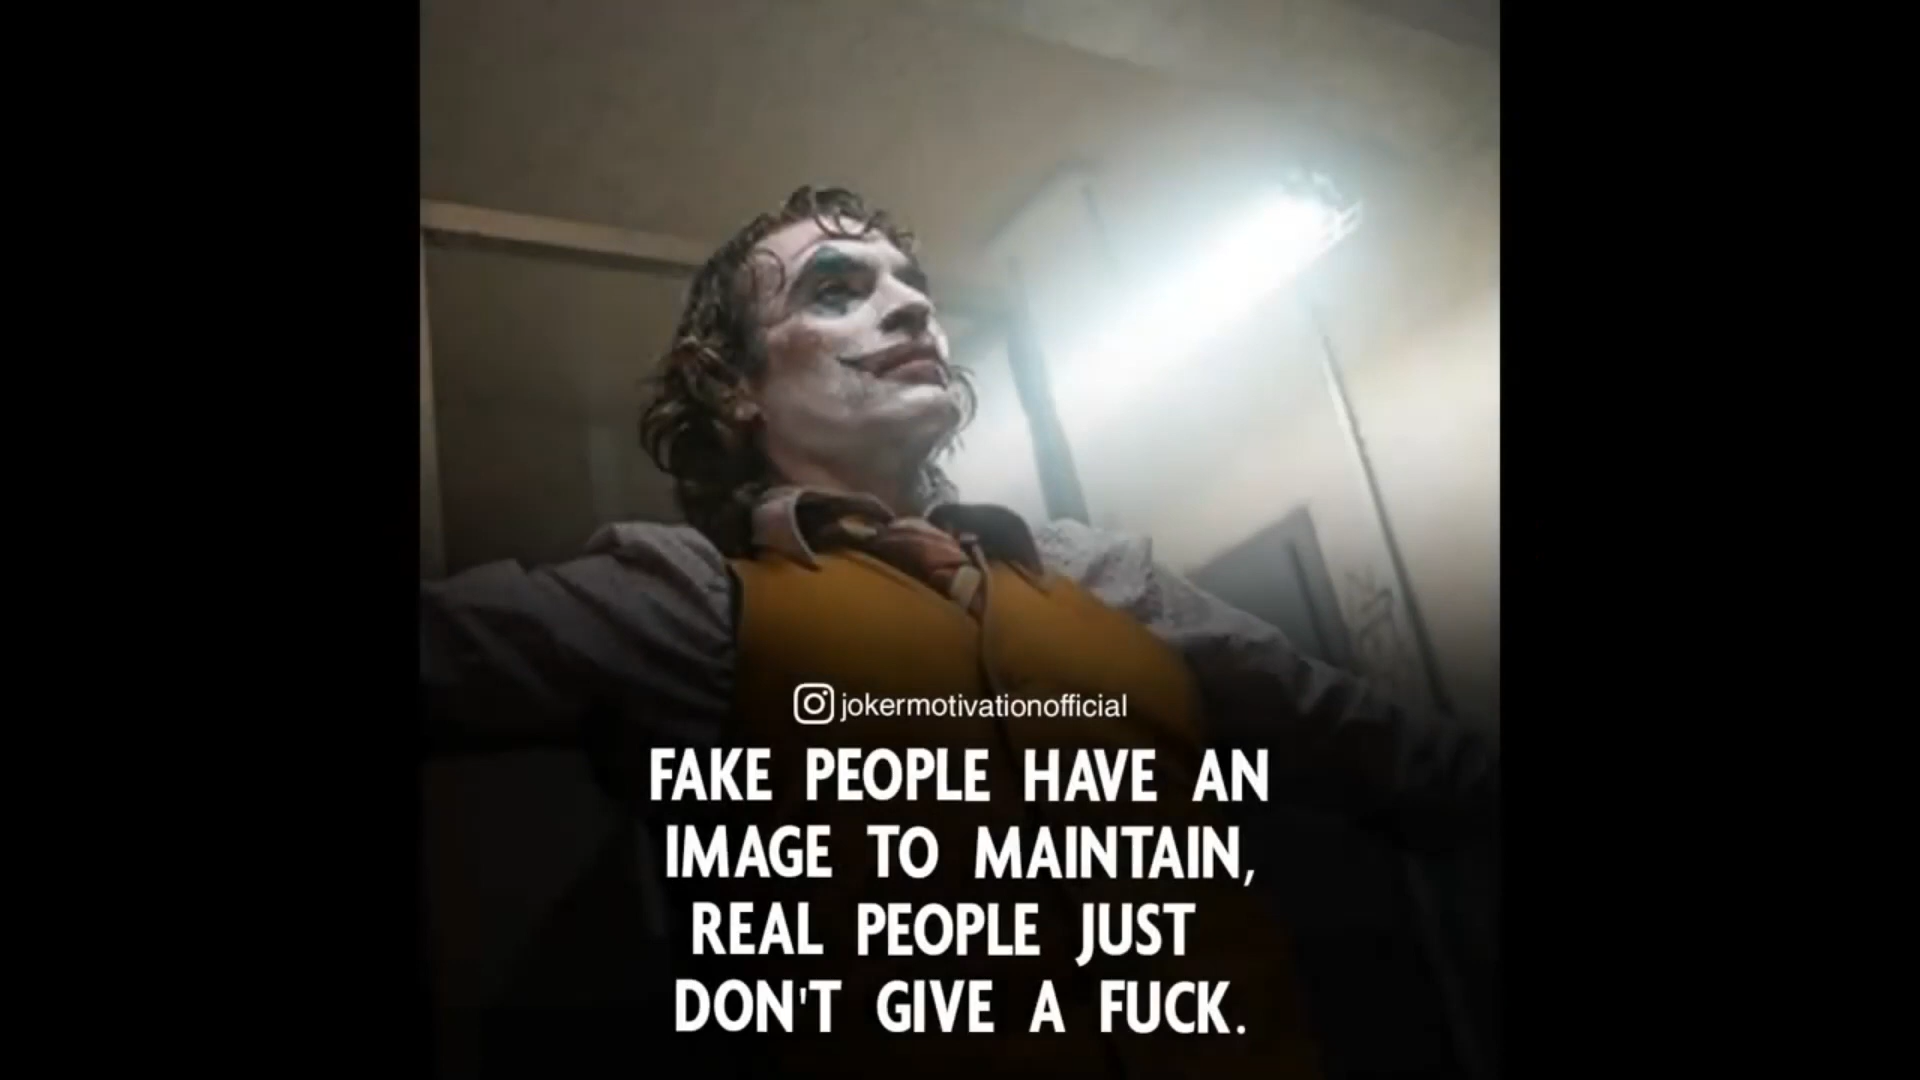 jokermotivationofficial
FAKE PEOPLE HAVE AN
IMAGE TO MAINTAIN,
REAL PEOPLE JUST
DON'T GIVE A FUCK.